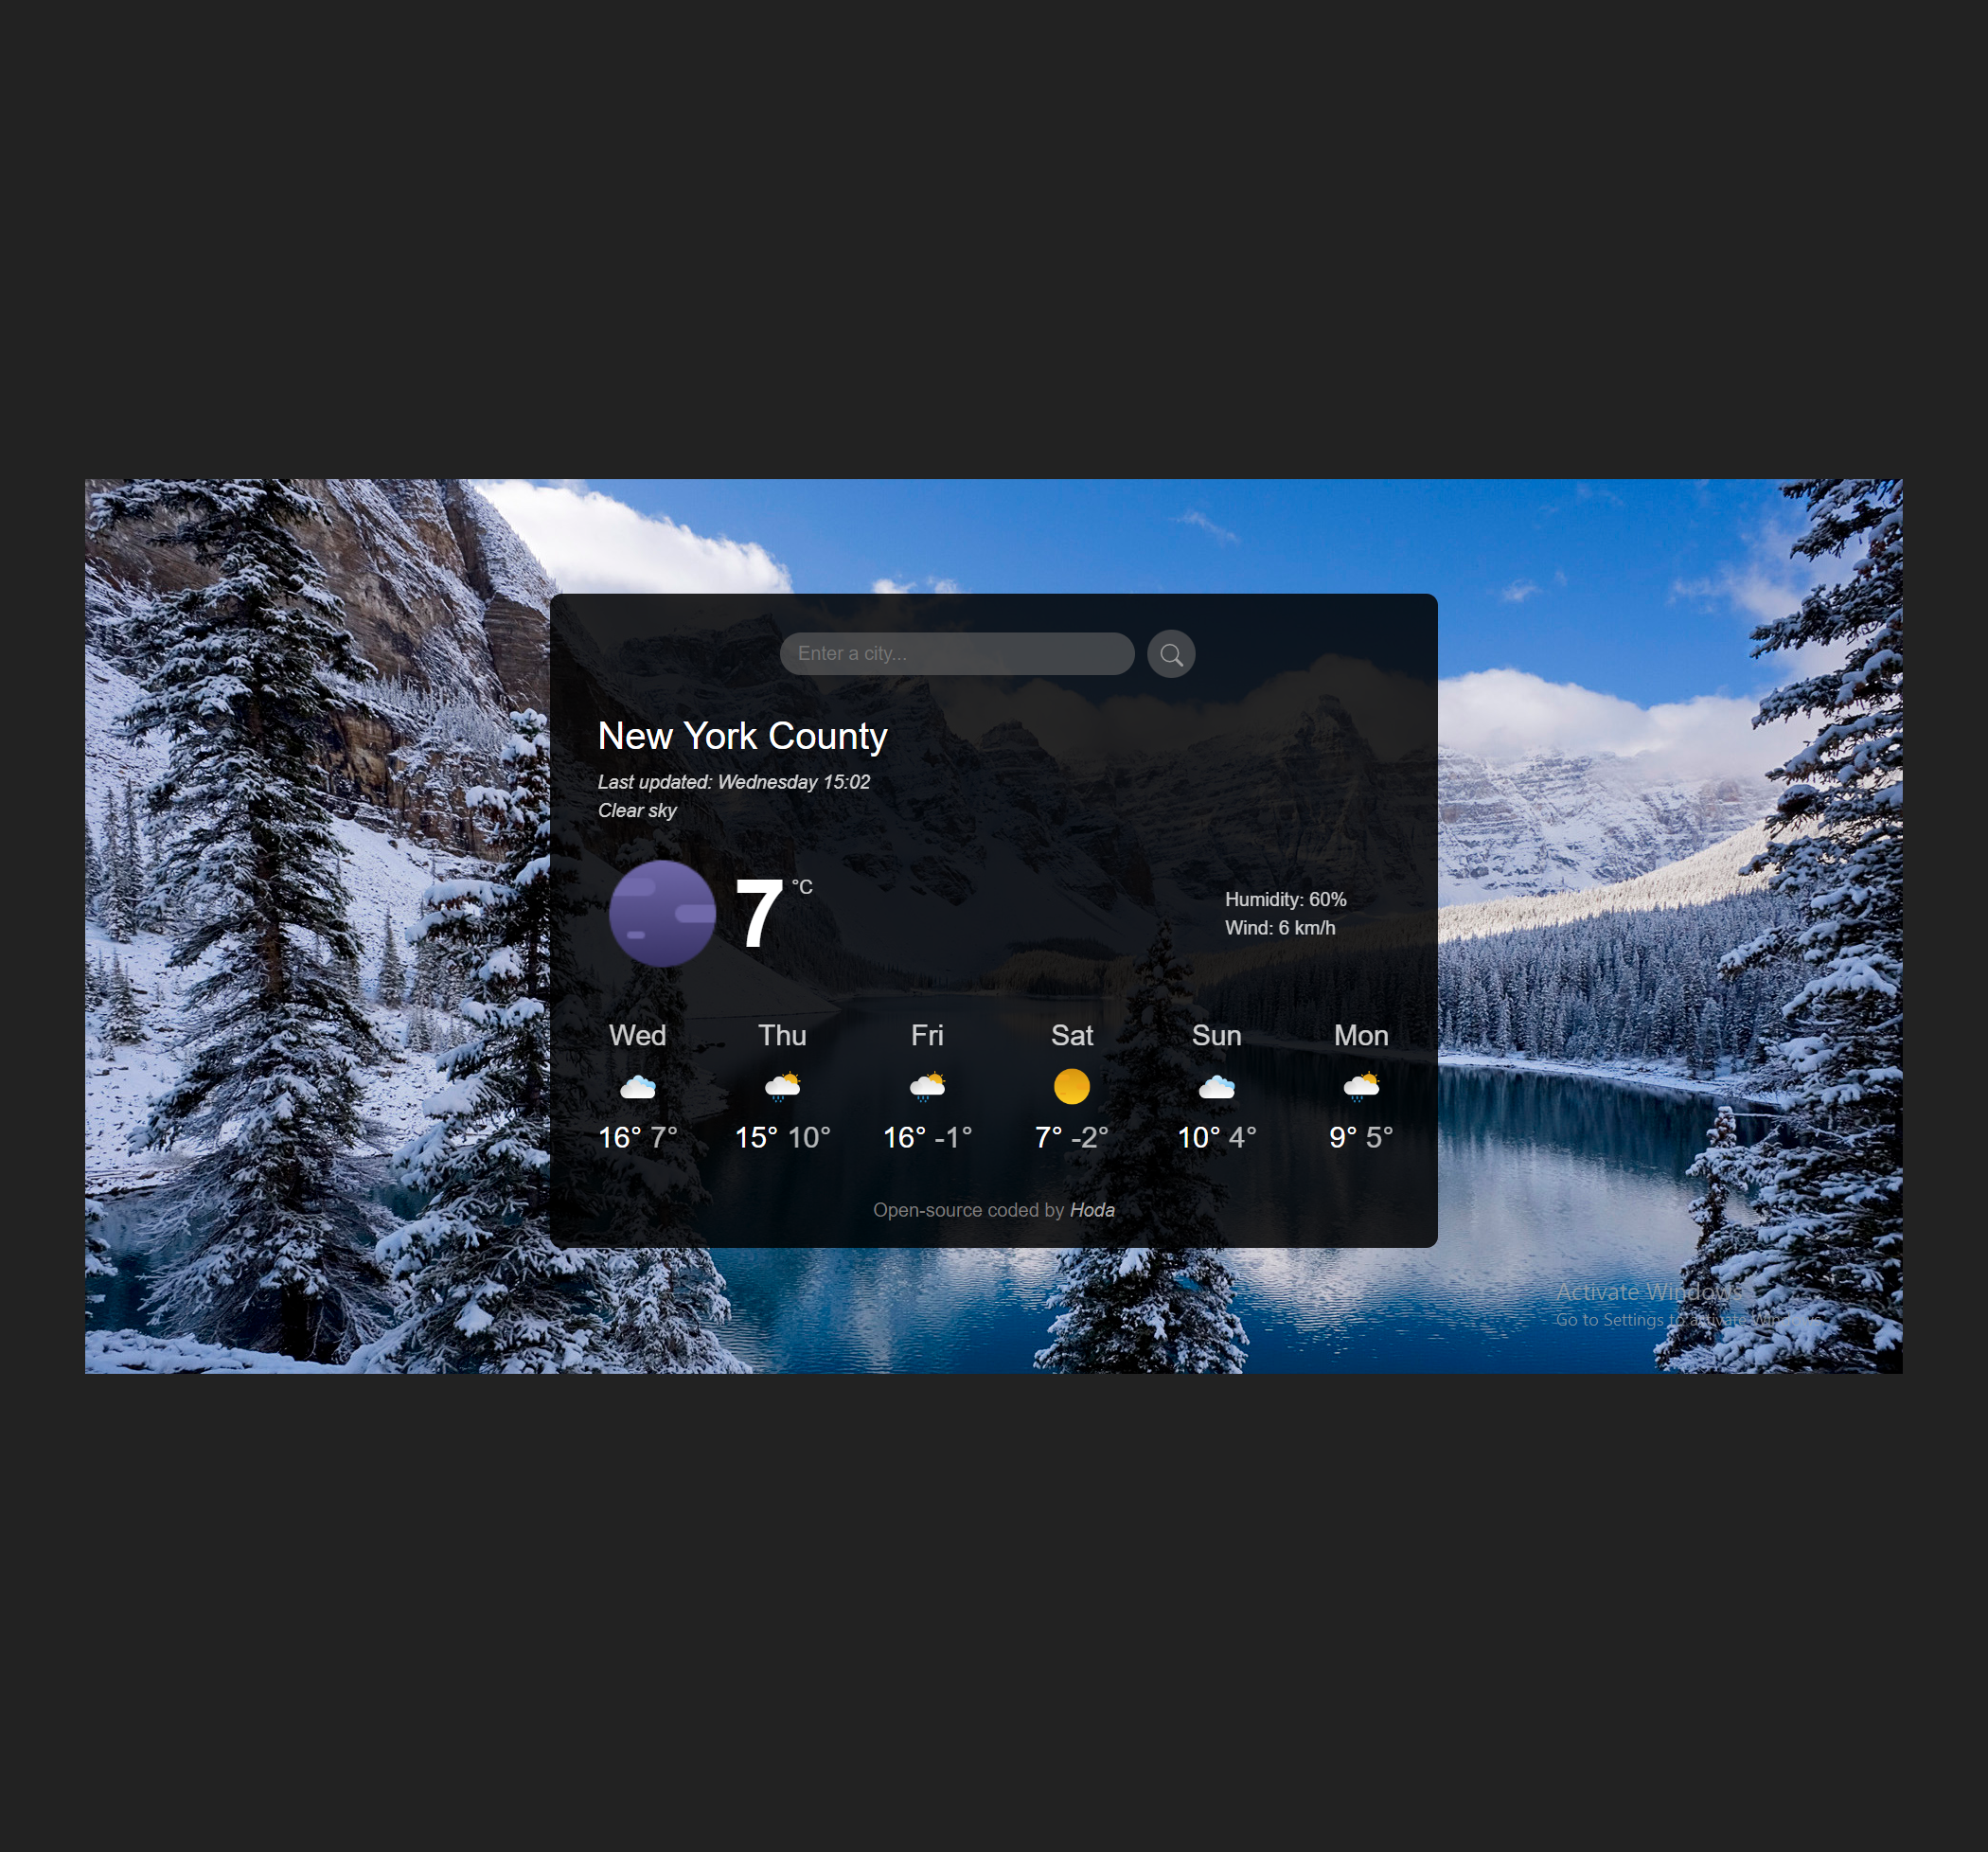 Enter a city...
New York County
Last updated: Wednesday 15:02
Clear sky
7 °C
Humidity: 60%
Wind: 6 km/h
Wed Thu Fri Sat Sun Mon
16° 7° 15° 10° 16° -1° 7° -2° 10° 4° 9° 5°
Open-source coded by Hoda
Activate Windows
Go to Settings to activate Windows.